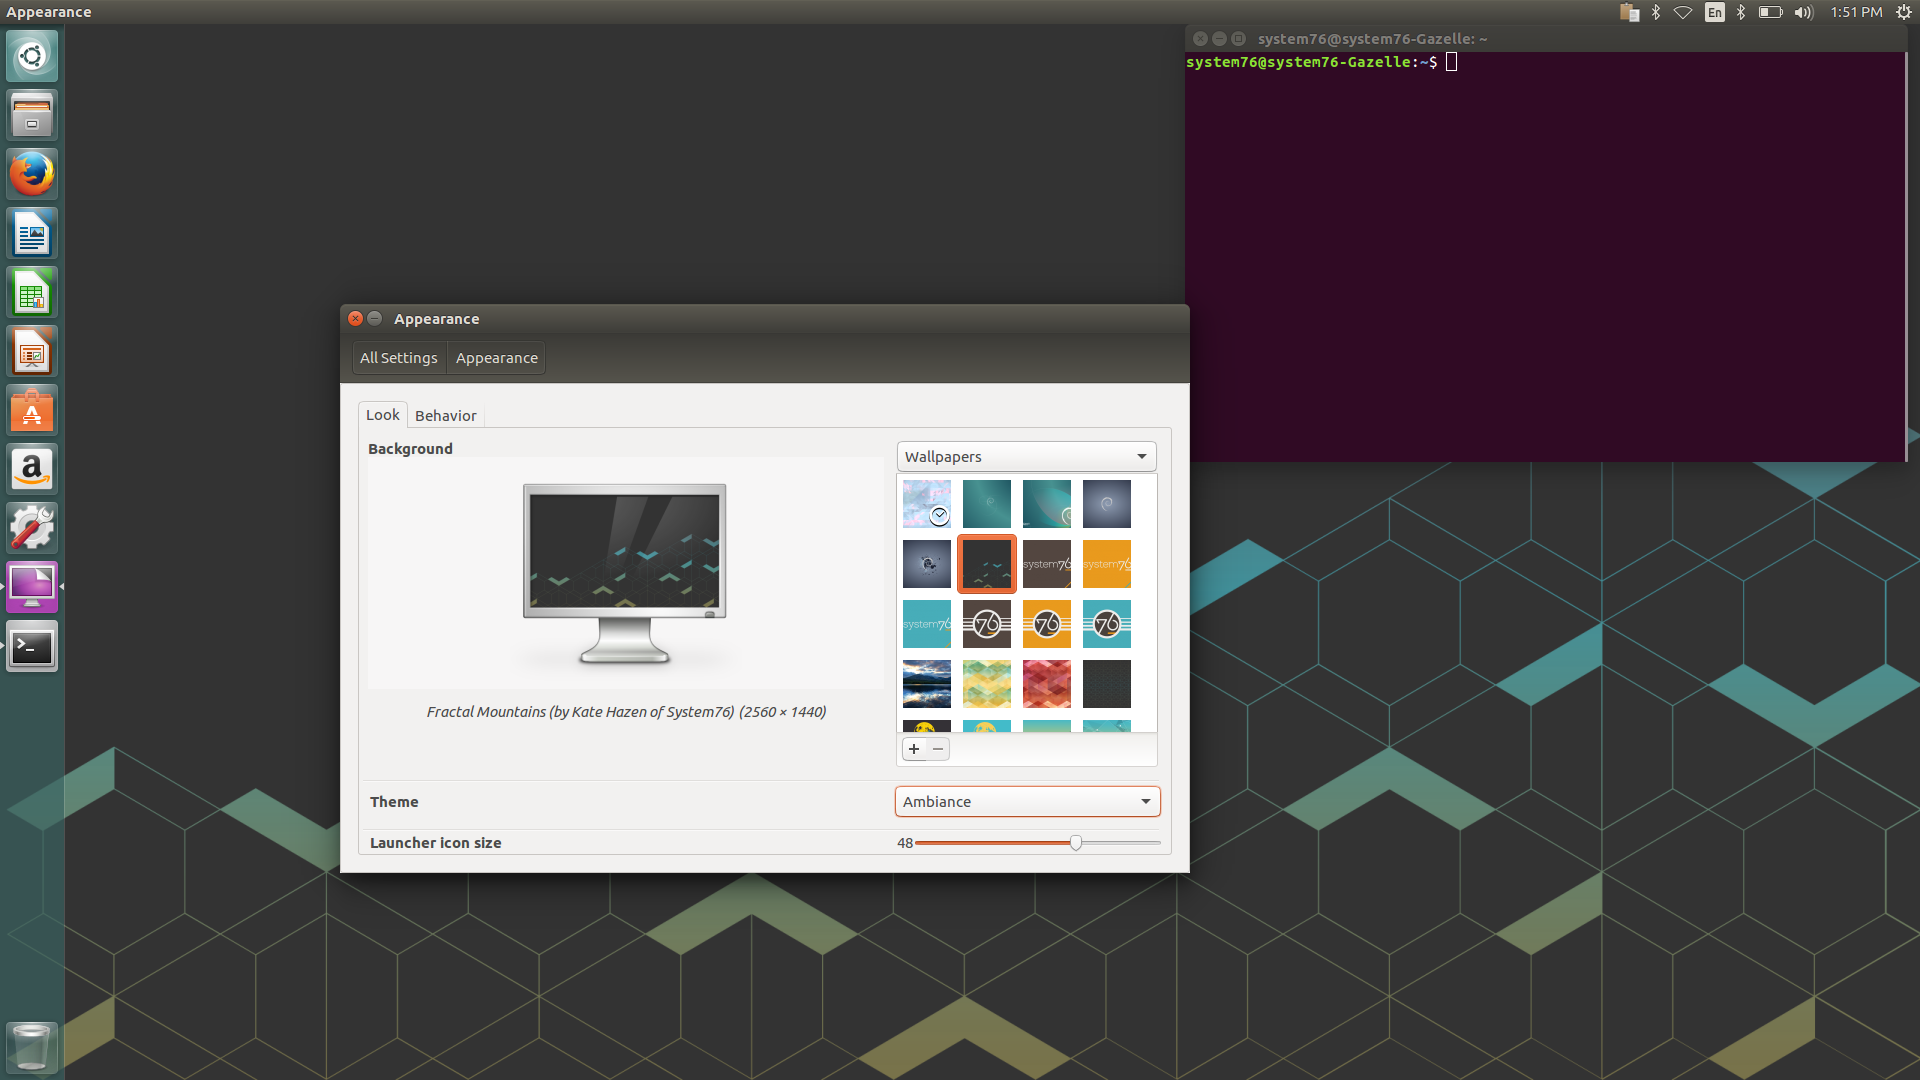 Appearance
En
1:51 PM
system76@system76-Gazelle: ~
system76@system76-Gazelle:~$
Appearance
All Settings
Appearance
Look
Behavior
Background
Wallpapers
system76
system76
system76
76
76
76
Fractal Mountains (by Kate Hazen of System76) (2560 × 1440)
+ −
Theme
Ambiance
Launcher icon size
48